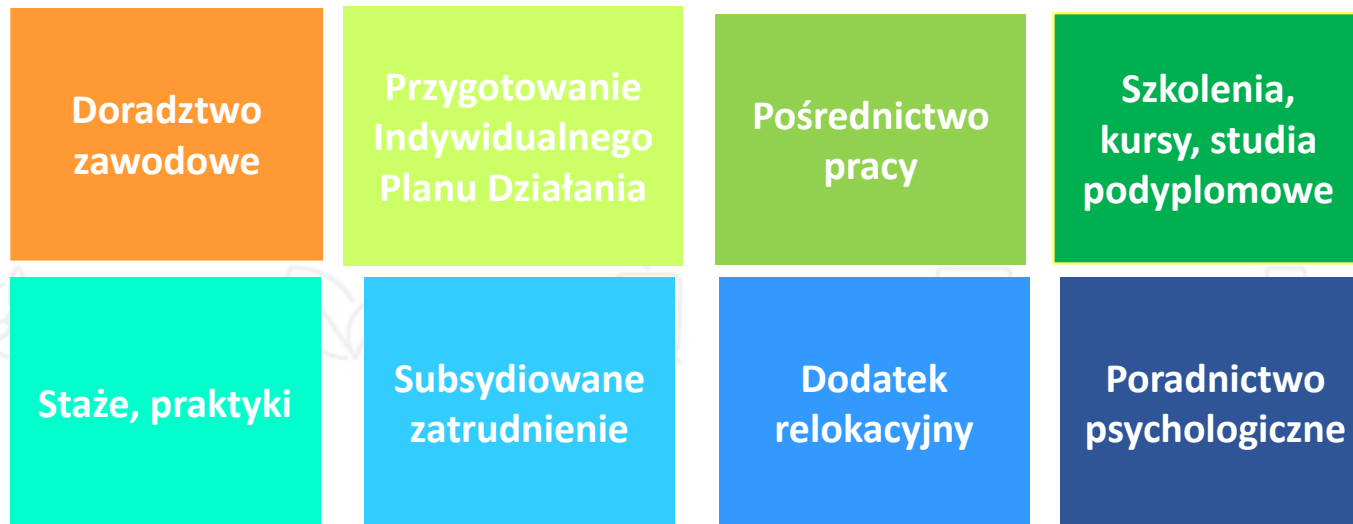 Doradztwo
zawodowe
Przygotowanie
Indywidualnego
Planu Działania
Pośrednictwo
pracy
Szkolenia,
kursy, studia
podyplomowe
Staże, praktyki
Subsydiowane
zatrudnienie
Dodatek
relokacyjny
Poradnictwo
psychologiczne